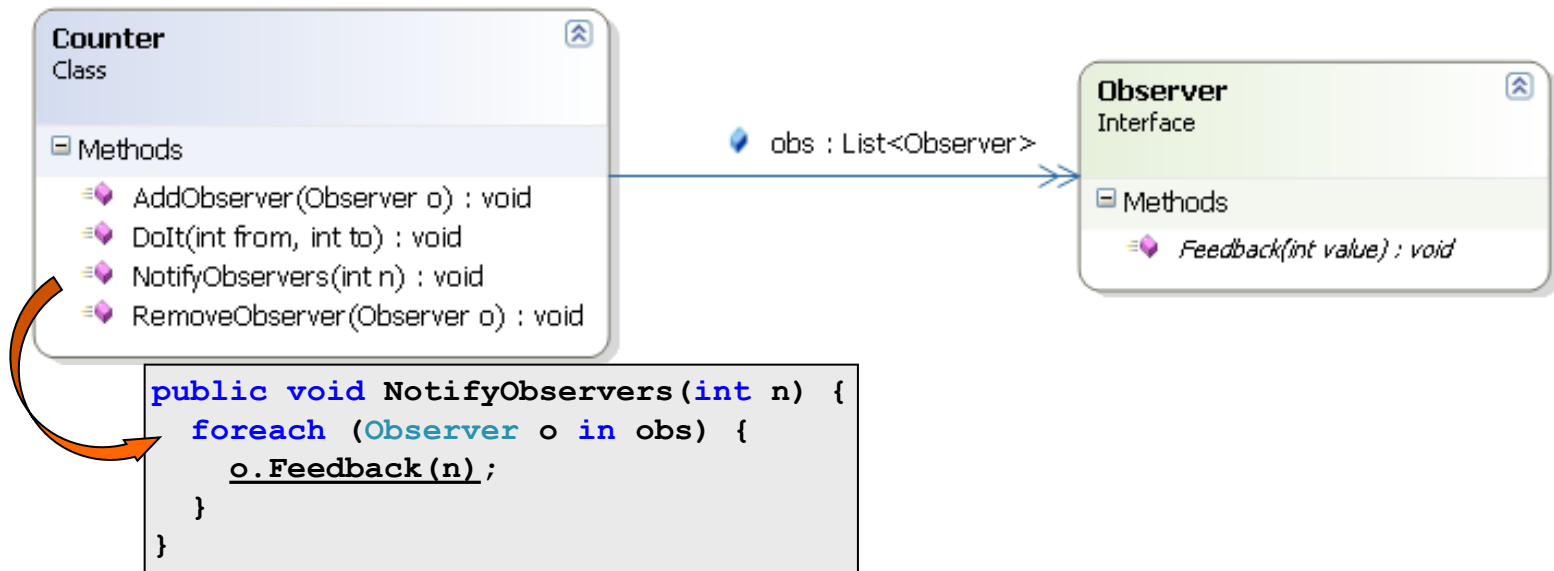 Counter
Class
Methods
AddObserver(Observer o) : void
DoIt(int from, int to) : void
NotifyObservers(int n) : void
RemoveObserver(Observer o) : void
obs : List<Observer>
Observer
Interface
Methods
Feedback(int value) : void
public void NotifyObservers(int n) {
foreach (Observer o in obs) {
o.Feedback(n);
}
}